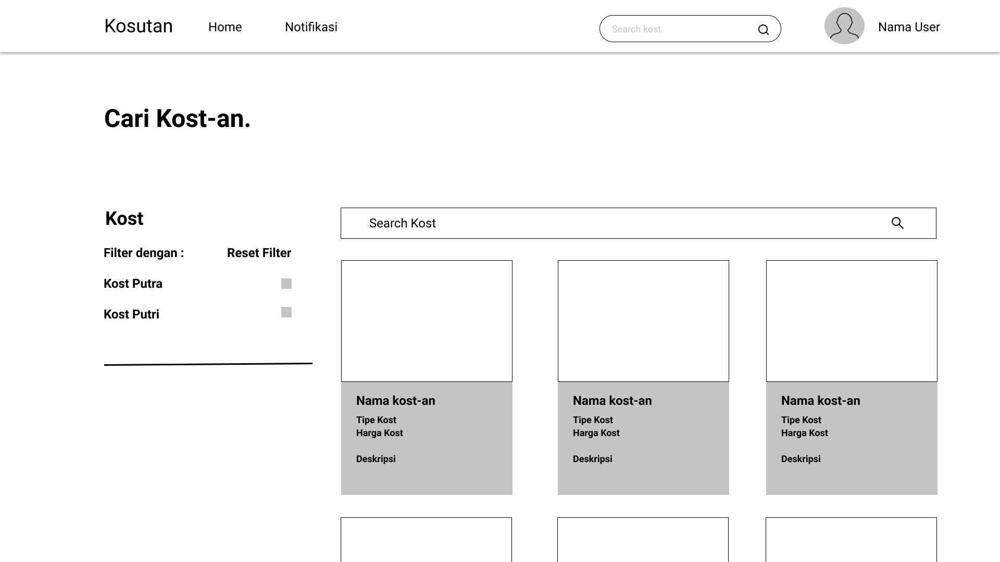 Kosutan
Home
Notifikasi
Search kost
Nama User
Cari Kost-an.
Kost
Filter dengan :
Reset Filter
Kost Putra
Kost Putri
Search Kost
Nama kost-an
Tipe Kost
Harga Kost
Deskripsi
Nama kost-an
Tipe Kost
Harga Kost
Deskripsi
Nama kost-an
Tipe Kost
Harga Kost
Deskripsi